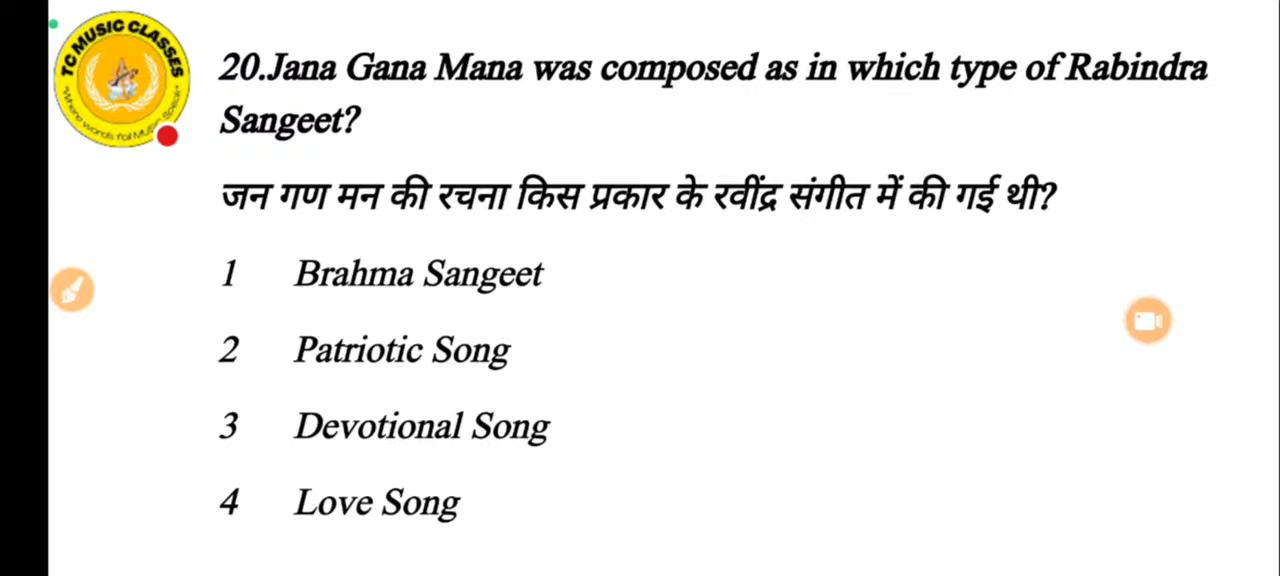 TC MUSIC CLASSES
20.Jana Gana Mana was composed as in which type of Rabindra
Sangeet?
जन गण मन की रचना किस प्रकार के रवींद्र संगीत में की गई थी?
1 Brahma Sangeet
2 Patriotic Song
3 Devotional Song
4 Love Song